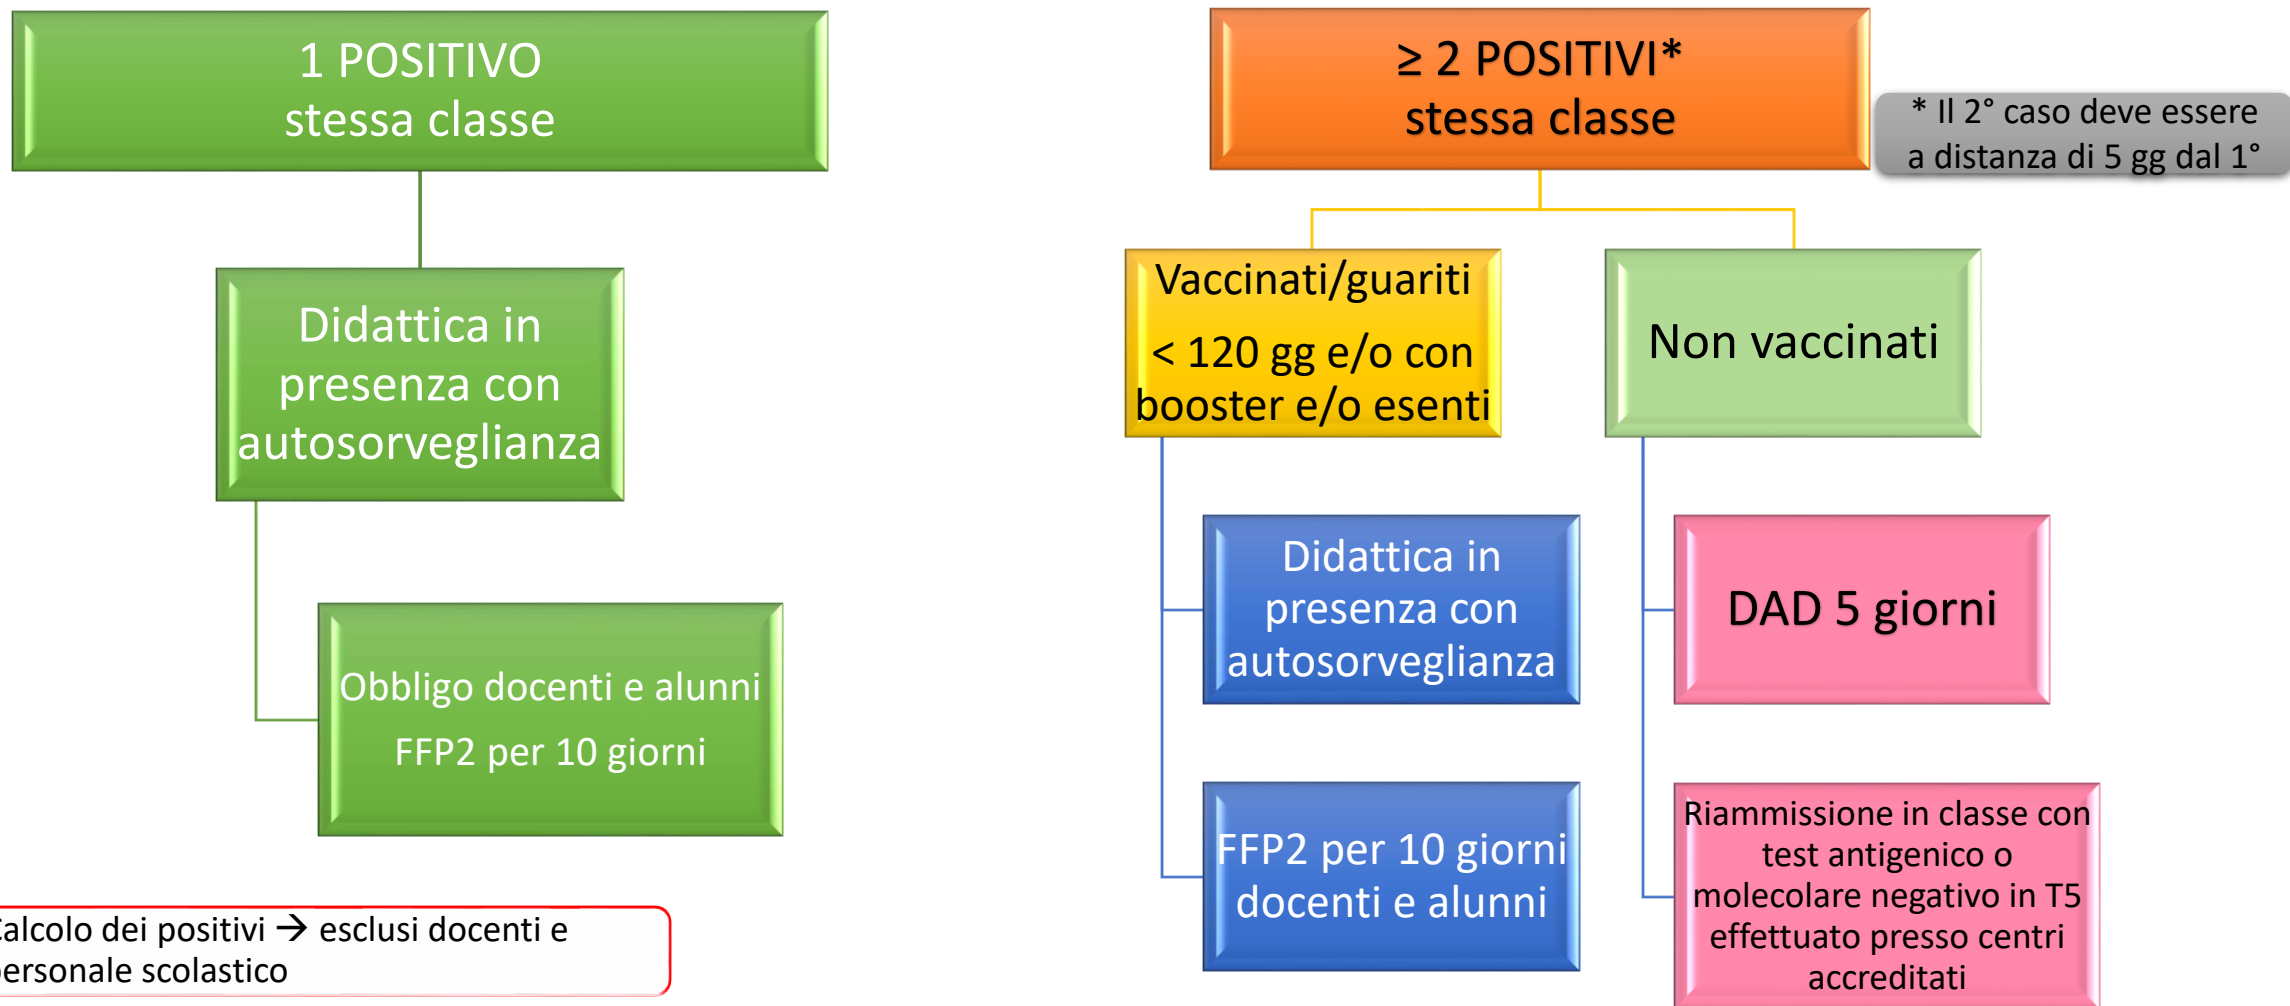 1 POSITIVO
stessa classe
Didattica in
presenza con
autosorveglianza
Obbligo docenti e alunni
FFP2 per 10 giorni
Calcolo dei positivi → esclusi docenti e
personale scolastico
≥ 2 POSITIVI*
stessa classe
* Il 2° caso deve essere
a distanza di 5 gg dal 1°
Vaccinati/guariti
< 120 gg e/o con
booster e/o esenti
Didattica in
presenza con
autosorveglianza
FFP2 per 10 giorni
docenti e alunni
Non vaccinati
DAD 5 giorni
Riammissione in classe con
test antigenico o
molecolare negativo in T5
effettuato presso centri
accreditati